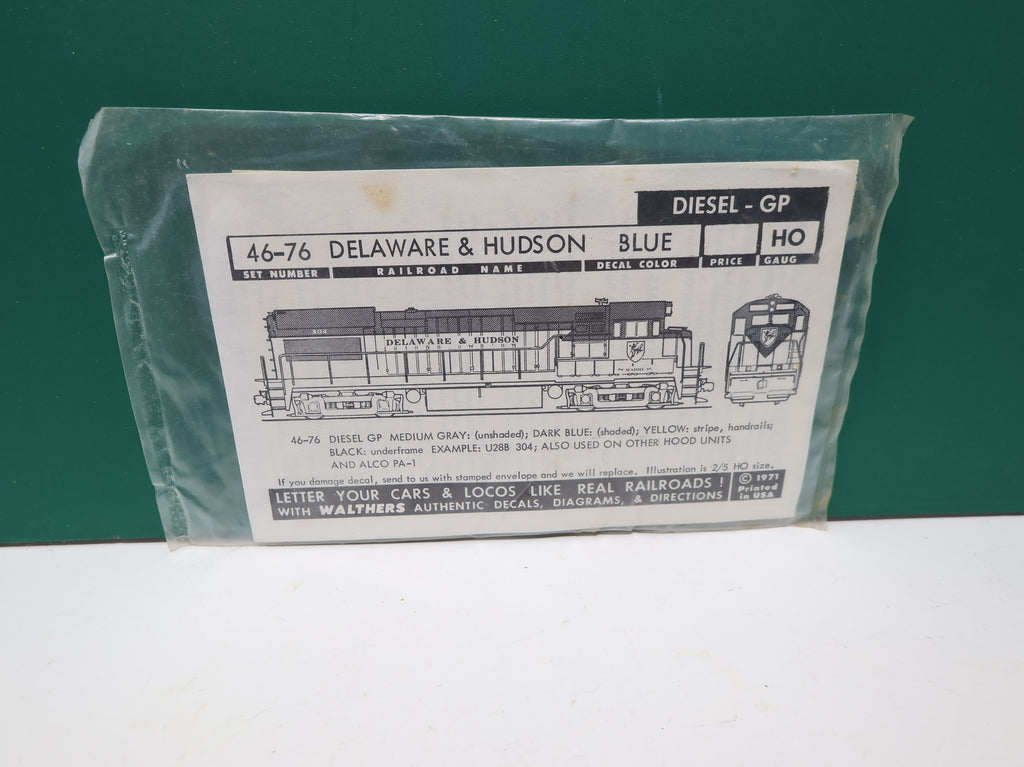 DIESEL - GP
46-76 DELAWARE & HUDSON BLUE HO
SET NUMBER RAILROAD NAME DECAL COLOR PRICE GAUG
304
DELAWARE & HUDSON
RADIO
46-76 DIESEL GP MEDIUM GRAY: (unshaded); DARK BLUE: (shaded); YELLOW: stripe, handrails;
BLACK: underframe EXAMPLE: U28B 304; ALSO USED ON OTHER HOOD UNITS
AND ALCO PA-1
If you damage decal, send to us with stamped envelope and we will replace. Illustration is 2/5 HO size.
LETTER YOUR CARS & LOCOS LIKE REAL RAILROADS !
WITH WALTHERS AUTHENTIC DECALS, DIAGRAMS, & DIRECTIONS
© 1971
Printed
in USA